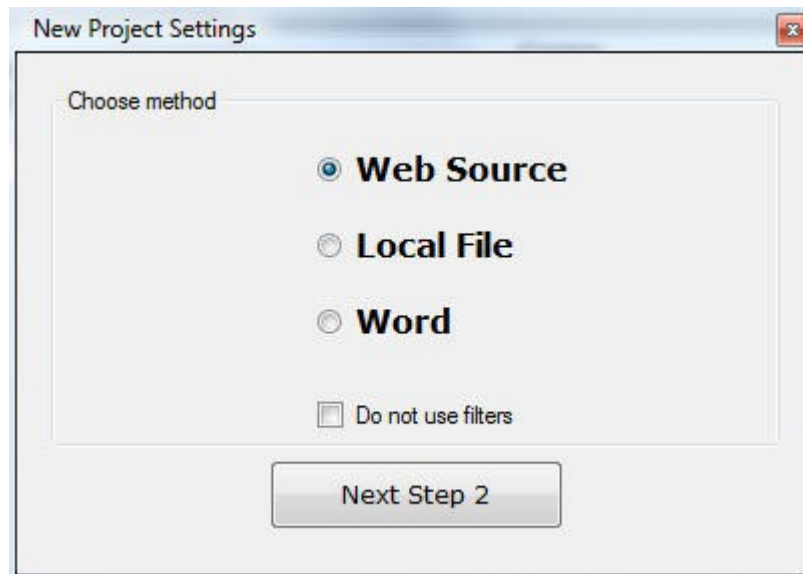 New Project Settings
Choose method
Web Source
Local File
Word
Do not use filters
Next Step 2